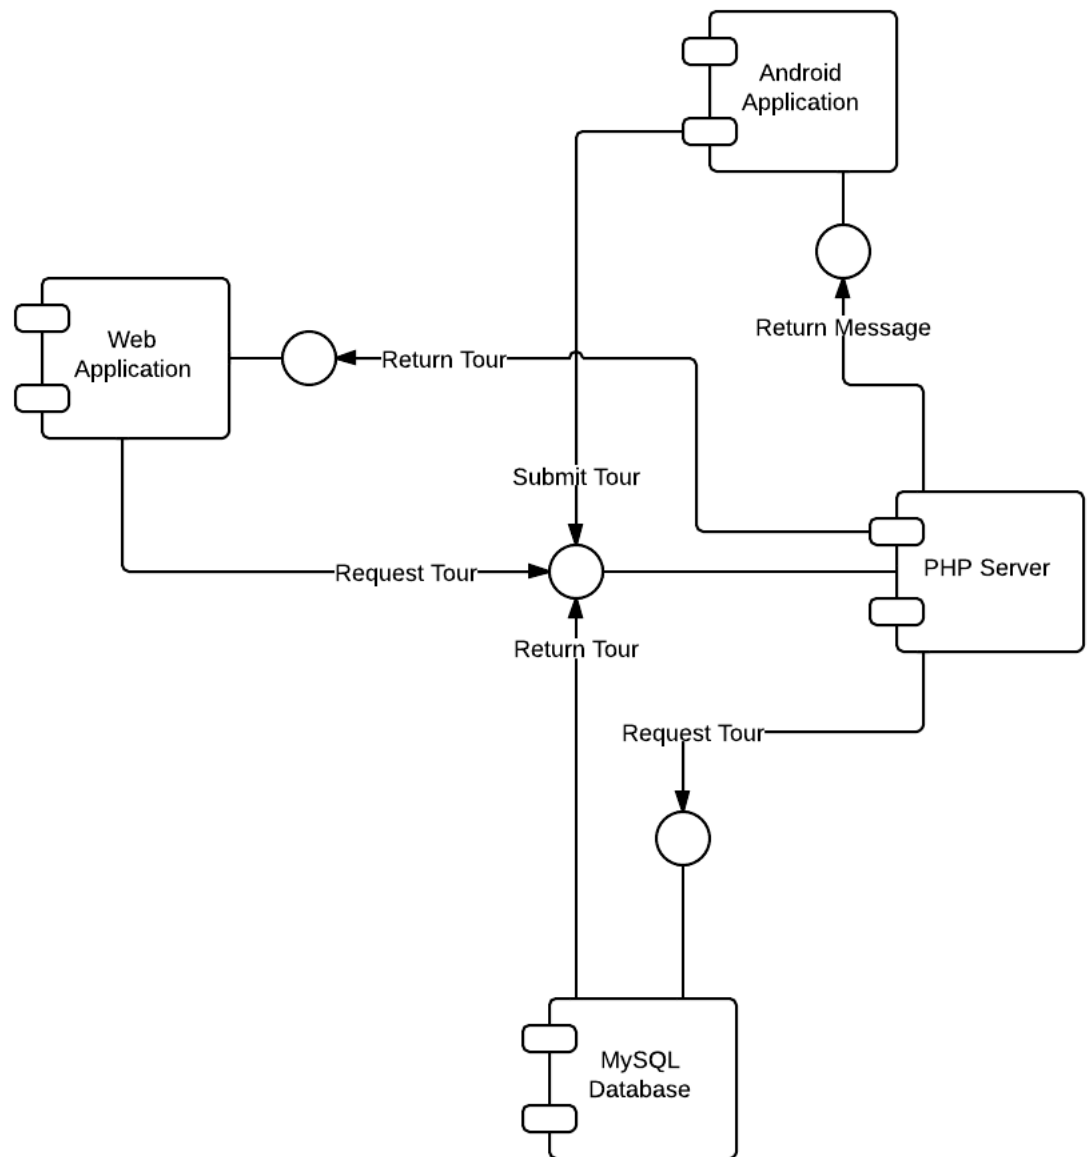 Android
Application
Return Message
Web
Application
Return Tour
Submit Tour
Request Tour
PHP Server
Return Tour
Request Tour
MySQL
Database